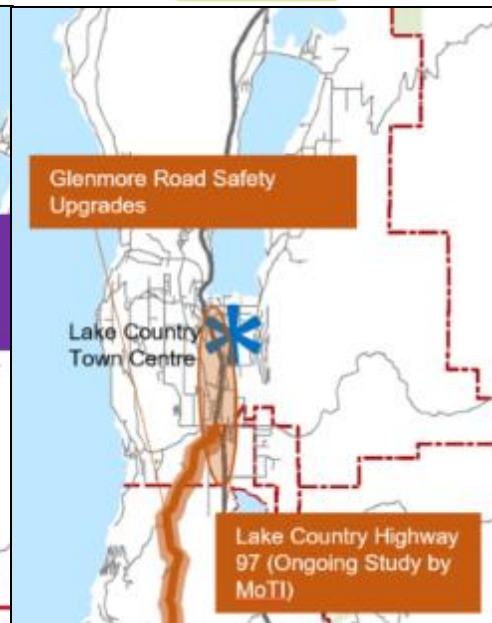 Glenmore Road Safety
Upgrades
Lake Country
Town Centre
Lake Country Highway
97 (Ongoing Study by
MoTI)